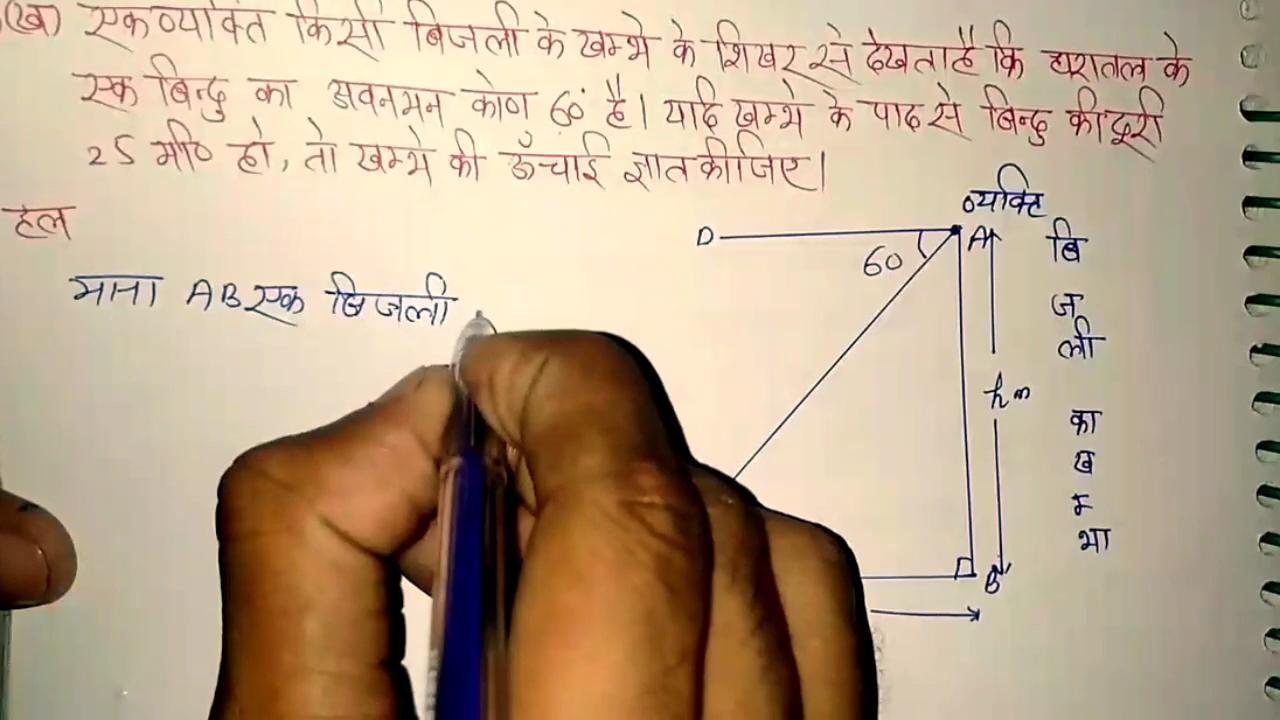 (ख) एक व्यक्ति किसी बिजली के खम्भे के शिखर से देखता है कि धरातल के
एक बिन्दु का अवनमन कोण 60° है। यदि खम्भे के पाद से बिन्दु की दूरी
25 मी० हो, तो खम्भे की ऊँचाई ज्ञात कीजिए।
हल
माना AB एक बिजली
व्यक्ति
D
A
60
h m
B
बि
ज
ली
का
ख
म
भा